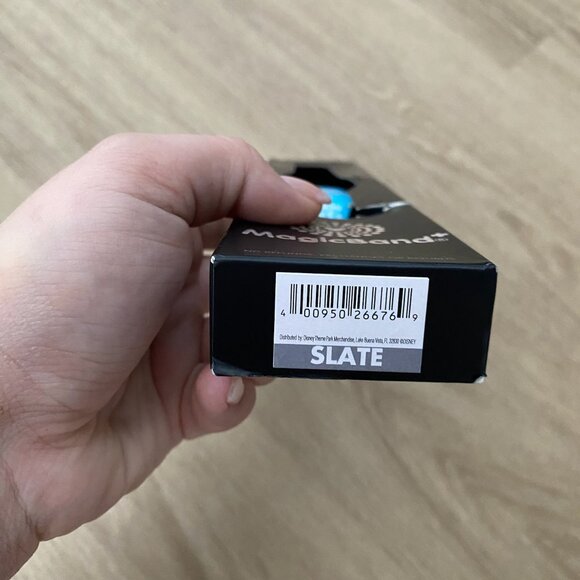 MagicBand+
4 00950 26676 9
Distributed by: Disney Theme Park Merchandise, Lake Buena Vista, FL 32830 ©DISNEY
SLATE